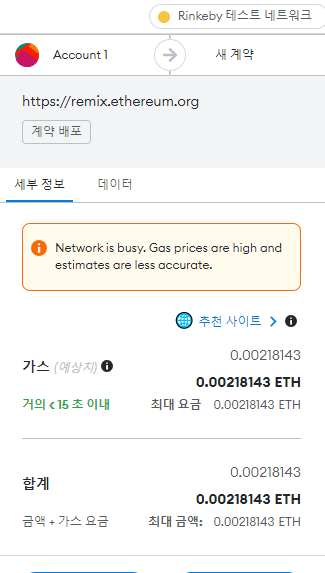 Rinkeby 테스트 네트워크
Account 1
새 계약
https://remix.ethereum.org
계약 배포
세부 정보
데이터
Network is busy. Gas prices are high and
estimates are less accurate.
추천 사이트
0.00218143
가스 (예상치)
0.00218143 ETH
거의 < 15 초 이내
최대 요금 0.00218143 ETH
0.00218143
합계
0.00218143 ETH
금액 + 가스 요금
최대 금액: 0.00218143 ETH